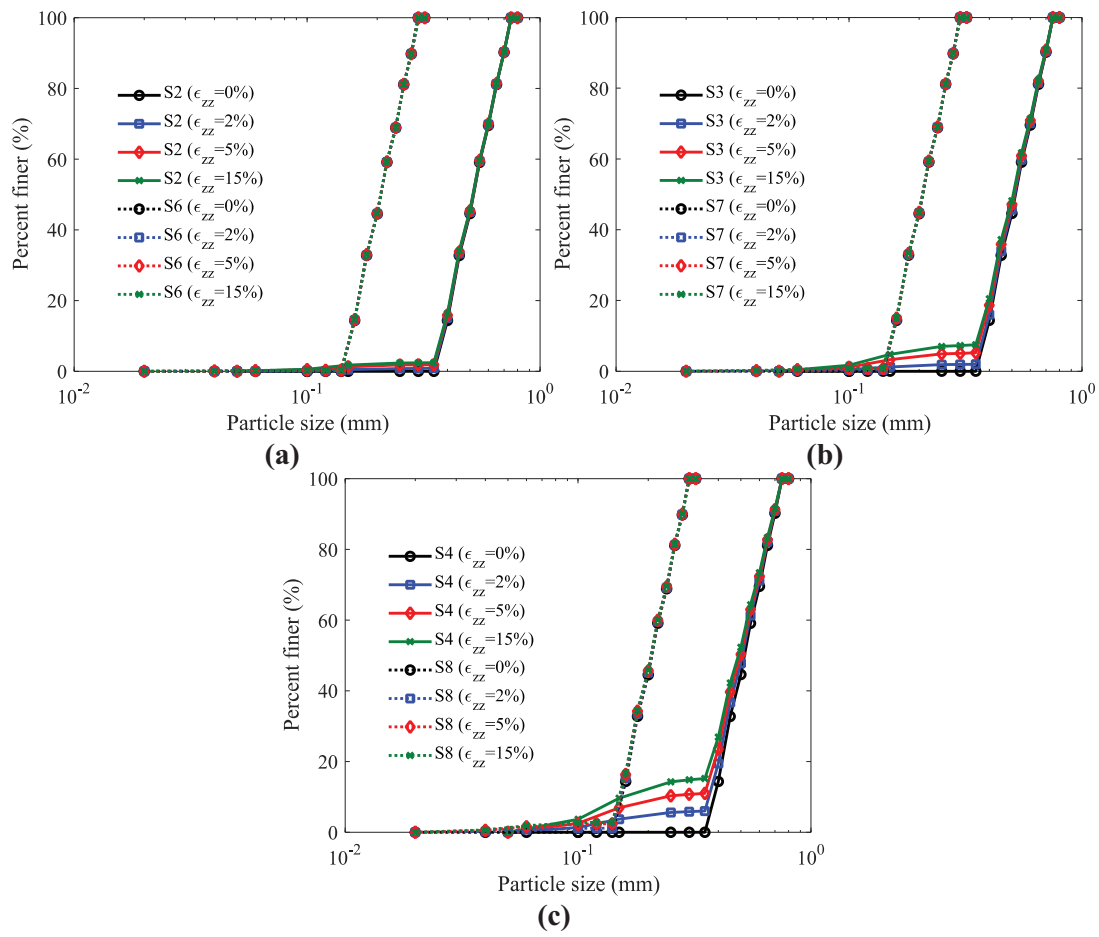 100
80
60
40
20
0
Percent finer (%)
S2 (ϵzz=0%)
S2 (ϵzz=2%)
S2 (ϵzz=5%)
S2 (ϵzz=15%)
S6 (ϵzz=0%)
S6 (ϵzz=2%)
S6 (ϵzz=5%)
S6 (ϵzz=15%)
10-2 10-1 100
Particle size (mm)
(a)
100
80
60
40
20
0
Percent finer (%)
S3 (ϵzz=0%)
S3 (ϵzz=2%)
S3 (ϵzz=5%)
S3 (ϵzz=15%)
S7 (ϵzz=0%)
S7 (ϵzz=2%)
S7 (ϵzz=5%)
S7 (ϵzz=15%)
10-2 10-1 100
Particle size (mm)
(b)
100
80
60
40
20
0
Percent finer (%)
S4 (ϵzz=0%)
S4 (ϵzz=2%)
S4 (ϵzz=5%)
S4 (ϵzz=15%)
S8 (ϵzz=0%)
S8 (ϵzz=2%)
S8 (ϵzz=5%)
S8 (ϵzz=15%)
10-2 10-1 100
Particle size (mm)
(c)